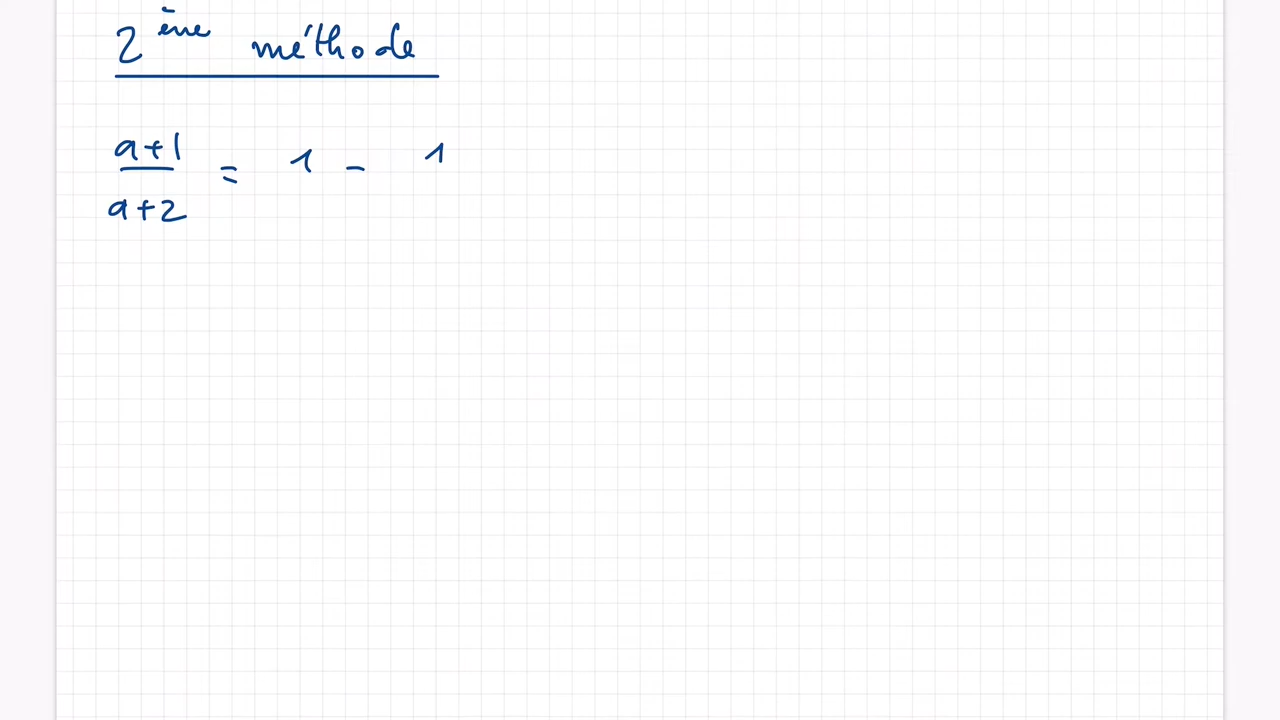 2ème méthode
a+1
a+2 = 1 - 1